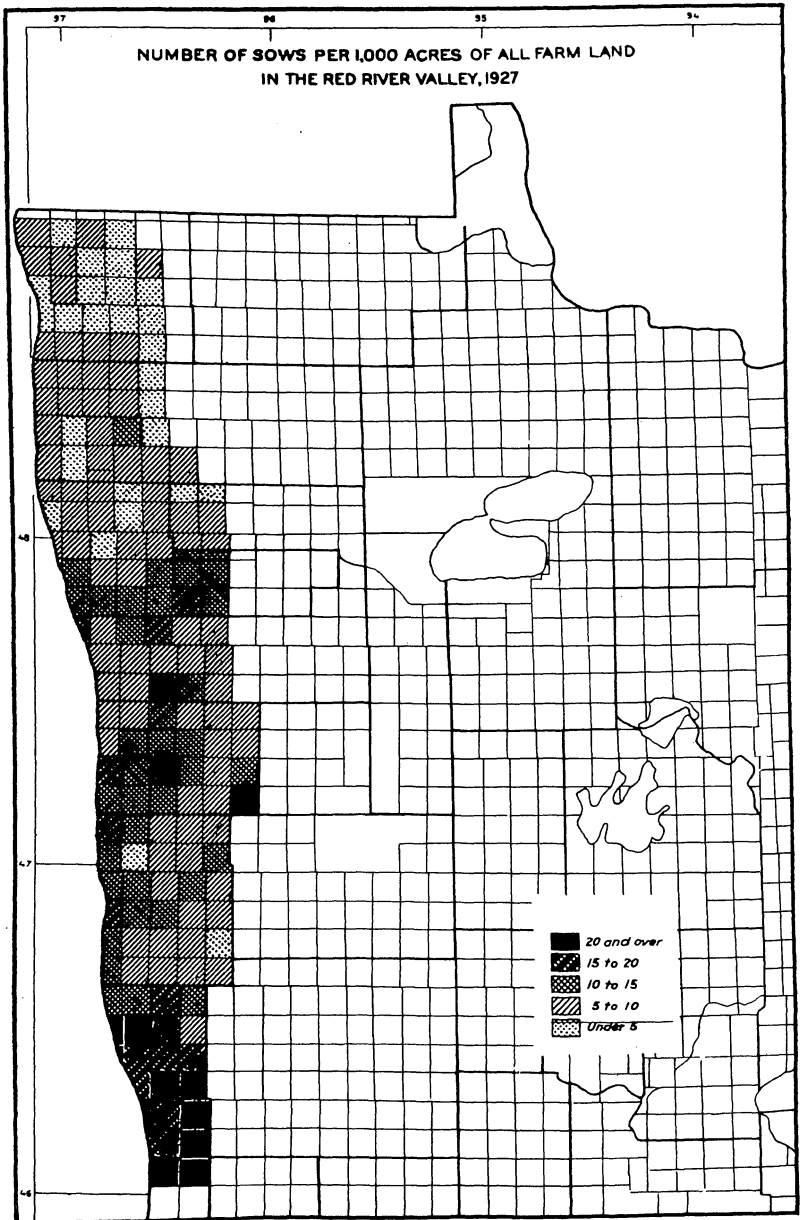 97 96 95 94
NUMBER OF SOWS PER 1,000 ACRES OF ALL FARM LAND
IN THE RED RIVER VALLEY, 1927
48
47
20 and over
15 to 20
10 to 15
5 to 10
Under 5
46